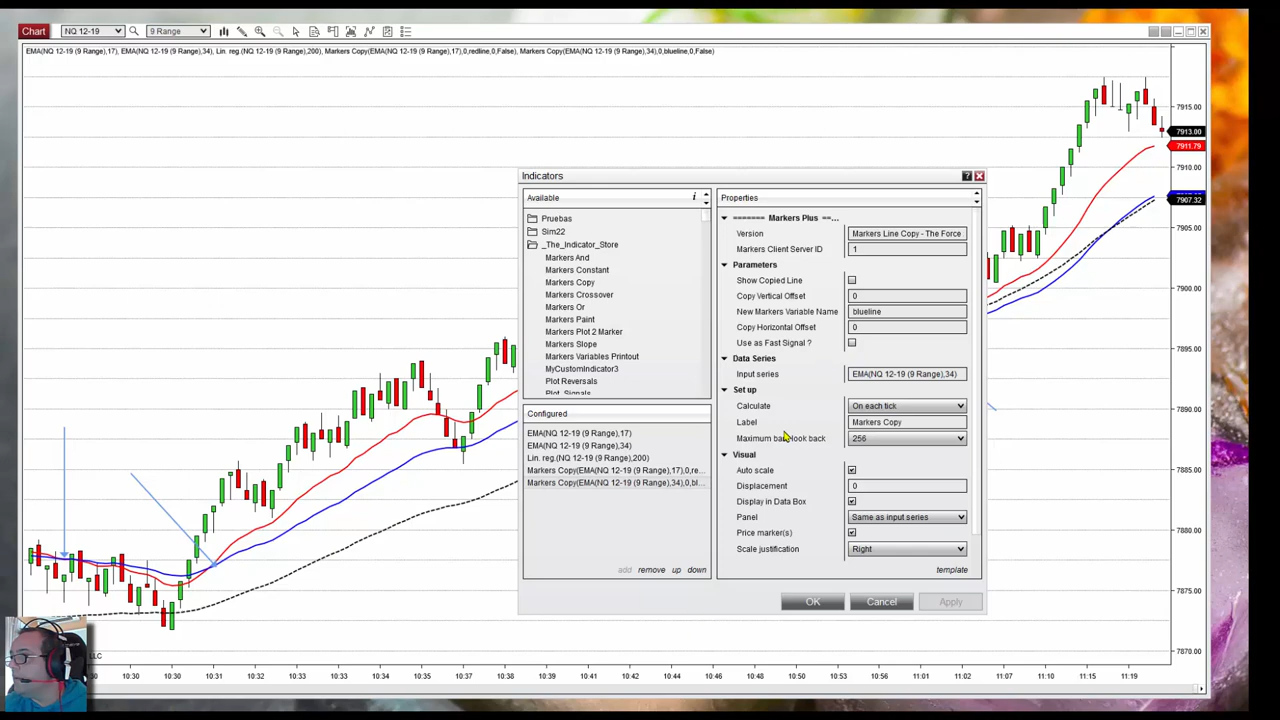 Chart NQ 12-19 9 Range
EMA(NQ 12-19 (9 Range),17), EMA(NQ 12-19 (9 Range),34), Lin. reg.(NQ 12-19 (9 Range),200), Markers Copy(EMA(NQ 12-19 (9 Range),17),0,redline,0,False), Markers Copy(EMA(NQ 12-19 (9 Range),34),0,blueline,0,False)
Indicators
?
Available
i
Pruebas
Sim22
_The_Indicator_Store
Markers And
Markers Constant
Markers Copy
Markers Crossover
Markers Or
Markers Paint
Markers Plot 2 Marker
Markers Slope
Markers Variables Printout
MyCustomIndicator3
Plot Reversals
Plot_Signals
Configured
EMA(NQ 12-19 (9 Range),17)
EMA(NQ 12-19 (9 Range),34)
Lin. reg.(NQ 12-19 (9 Range),200)
Markers Copy(EMA(NQ 12-19 (9 Range),17),0,re...
Markers Copy(EMA(NQ 12-19 (9 Range),34),0,bl...
add remove up down
Properties
======= Markers Plus ==...
Version Markers Line Copy - The Force
Markers Client Server ID 1
Parameters
Show Copied Line
Copy Vertical Offset 0
New Markers Variable Name blueline
Copy Horizontal Offset 0
Use as Fast Signal ?
Data Series
Input series EMA(NQ 12-19 (9 Range),34)
Set up
Calculate On each tick
Label Markers Copy
Maximum bars look back 256
Visual
Auto scale
Displacement 0
Display in Data Box
Panel Same as input series
Price marker(s)
Scale justification Right
template
OK Cancel Apply
7915.00
7913.00
7911.79
7910.00
7907.32
7905.00
7900.00
7895.00
7890.00
7885.00
7880.00
7875.00
7870.00
LLC
10:30 10:30 10:31 10:32 10:33 10:34 10:35 10:37 10:38 10:39 10:41 10:42 10:44 10:46 10:48 10:50 10:53 10:56 11:02 11:07 11:10 11:15 11:19